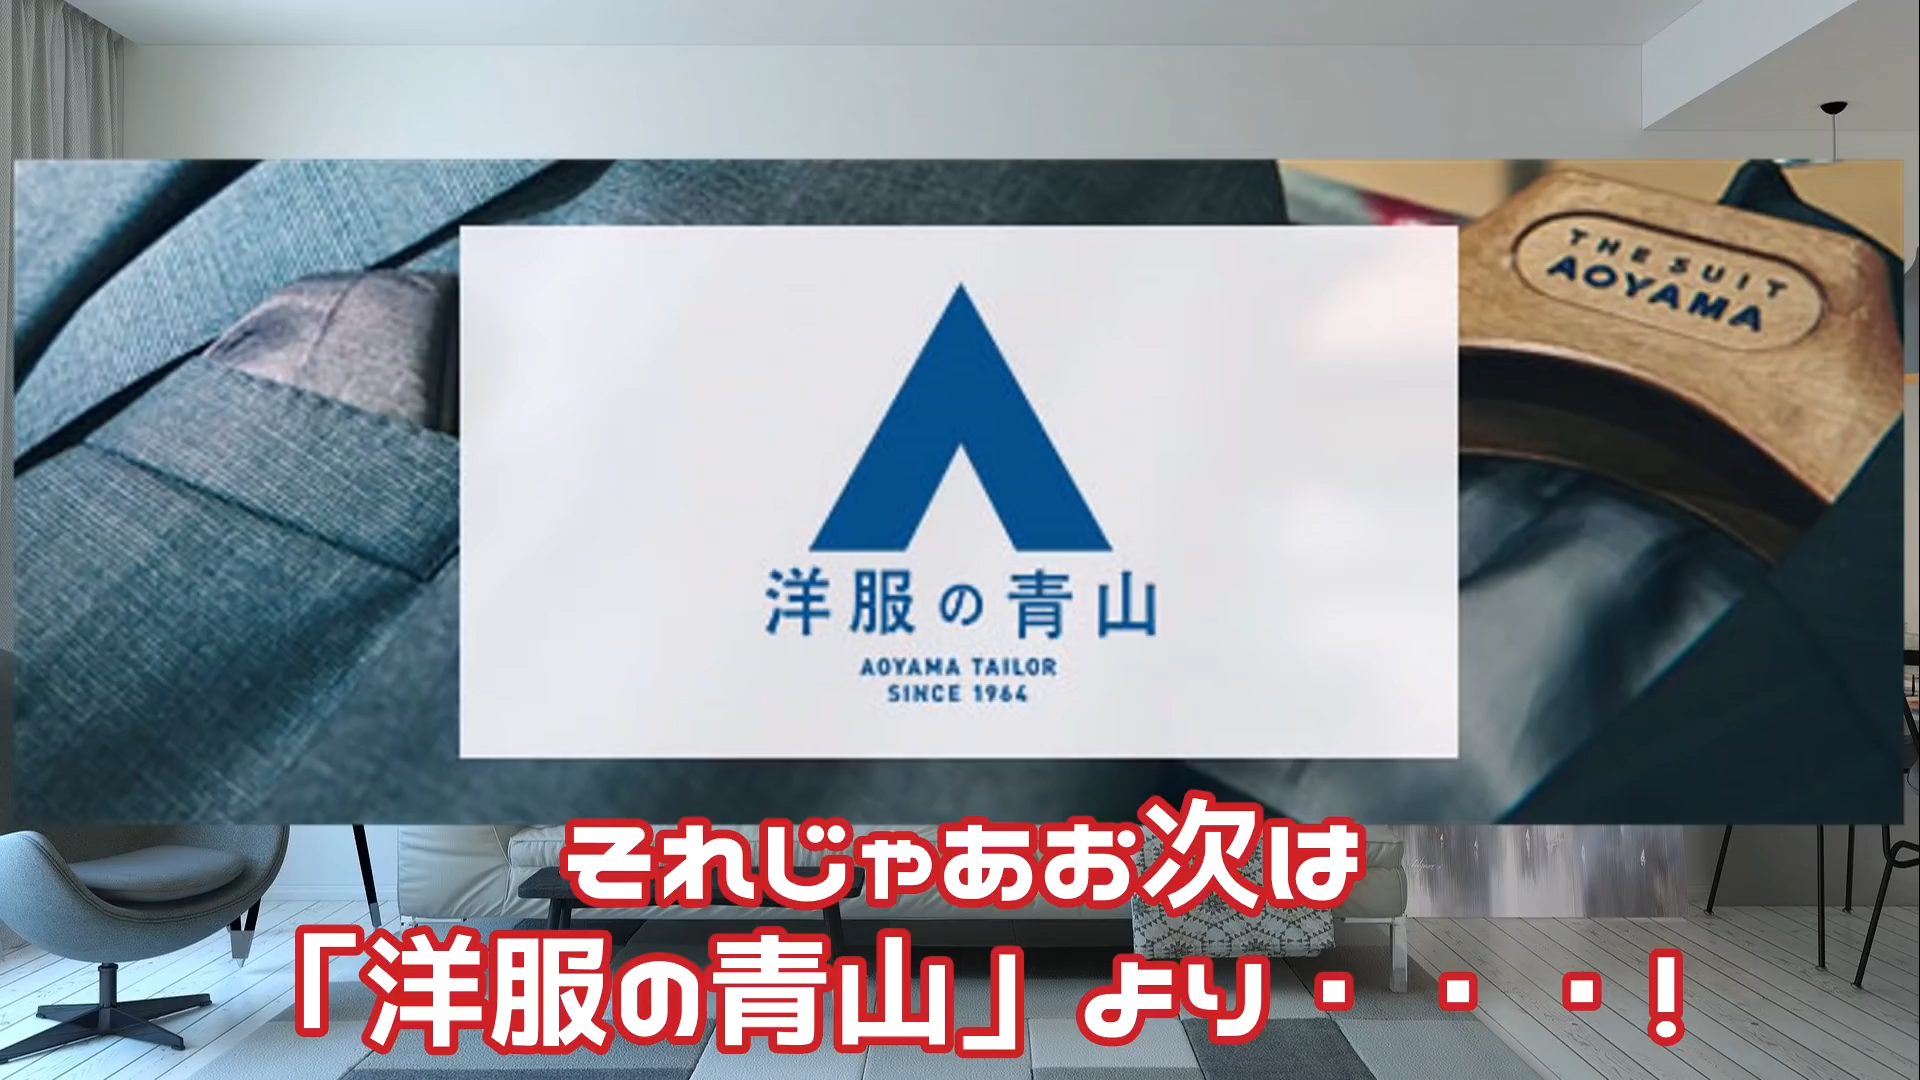 THE SUIT
AOYAMA
洋服の青山
AOYAMA TAILOR
SINCE 1964
それじゃあお次は
「洋服の青山」より・・・!